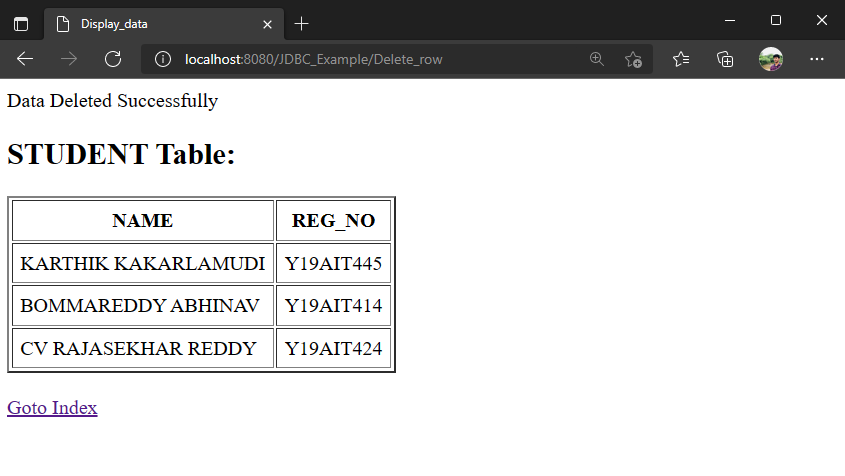 Display_data
localhost:8080/JDBC_Example/Delete_row
Data Deleted Successfully
STUDENT Table:
NAME REG_NO
KARTHIK KAKARLAMUDI Y19AIT445
BOMMAREDDY ABHINAV Y19AIT414
CV RAJASEKHAR REDDY Y19AIT424
Goto Index